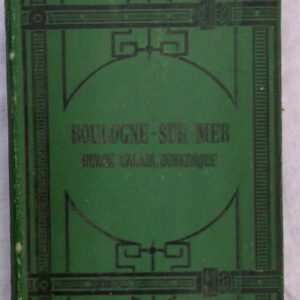 BOULOGNE-SUR-MER
BERCK, CALAIS, DUNKERQUE